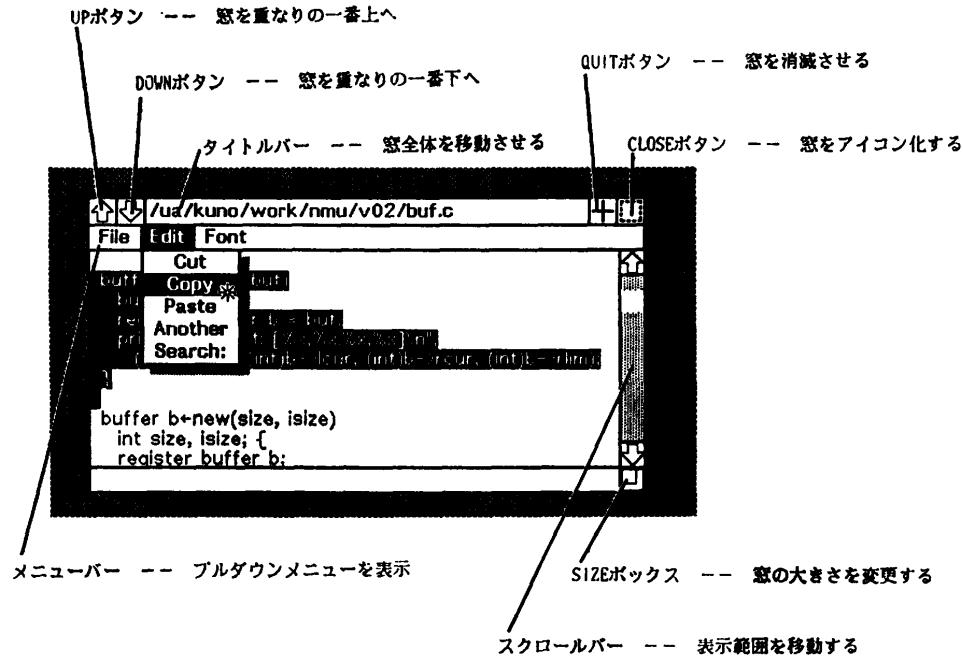 UPボタン －－ 窓を重なりの一番上へ
DOWNボタン －－ 窓を重なりの一番下へ
QUITボタン －－ 窓を消滅させる
タイトルバー －－ 窓全体を移動させる
CLOSEボタン －－ 窓をアイコン化する
/ua/kuno/work/nmu/v02/buf.c
File Edit Font
Cut
Copy
Paste
Another
Search:
buffer b←new(size, isize)
int size, isize; {
register buffer b;
メニューバー －－ プルダウンメニューを表示
SIZEボックス －－ 窓の大きさを変更する
スクロールバー －－ 表示範囲を移動する